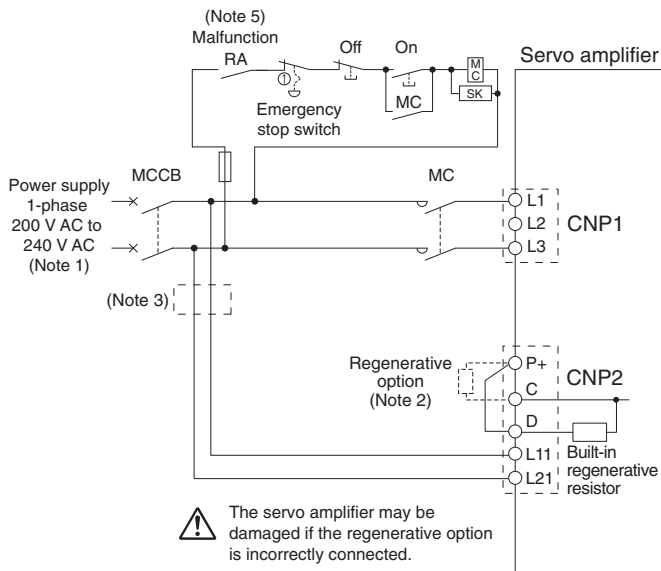 (Note 5)
Malfunction
RA
Off
On
Emergency
stop switch
MC
M
C
SK
Servo amplifier
Power supply
1-phase
200 V AC to
240 V AC
(Note 1)
MCCB
MC
L1
L2
L3
CNP1
(Note 3)
Regenerative
option
(Note 2)
P+
C
D
L11
L21
CNP2
Built-in
regenerative
resistor
The servo amplifier may be
damaged if the regenerative option
is incorrectly connected.